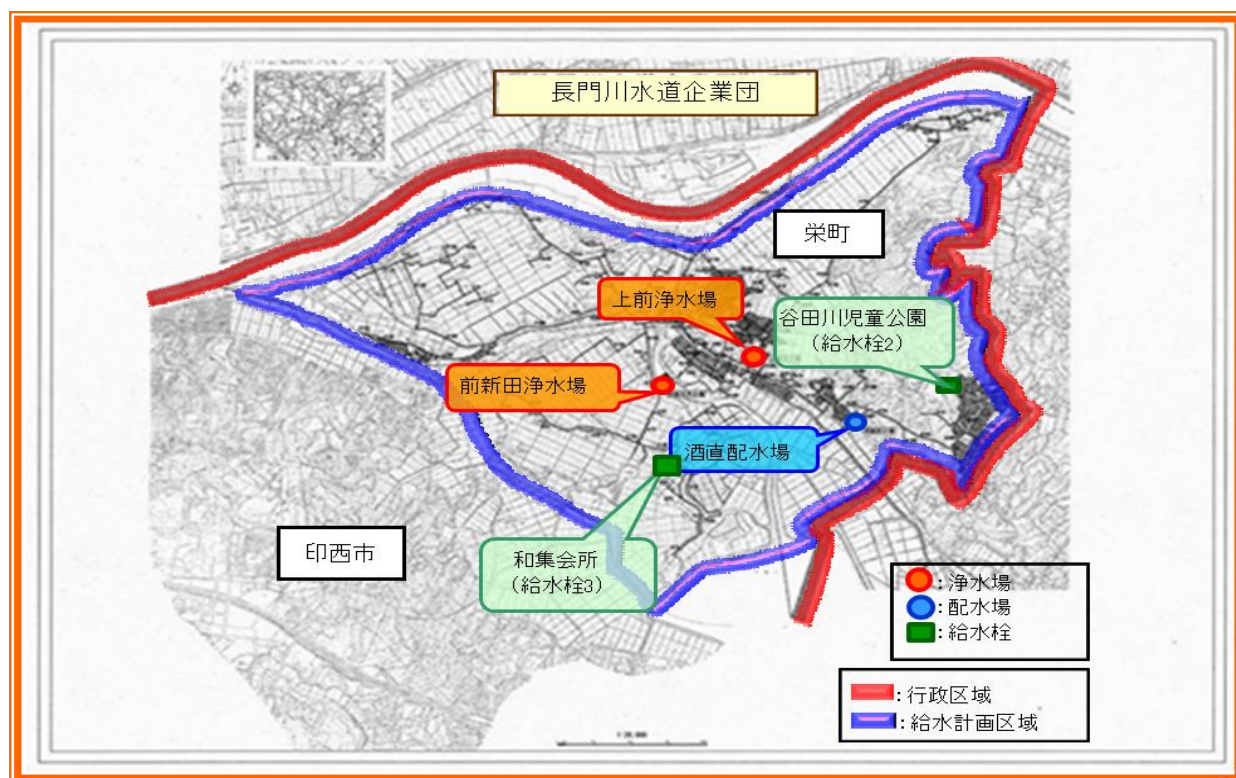 長門川水道企業団
栄町
上前浄水場
谷田川児童公園
(給水栓2)
前新田浄水場
酒直配水場
印西市
和集会所
(給水栓3)
:浄水場
:配水場
:給水栓
:行政区域
:給水計画区域